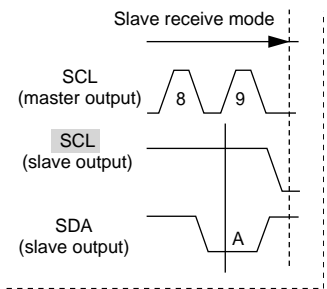 Slave receive mode
SCL
(master output)
8
9
SCL
(slave output)
SDA
(slave output)
A